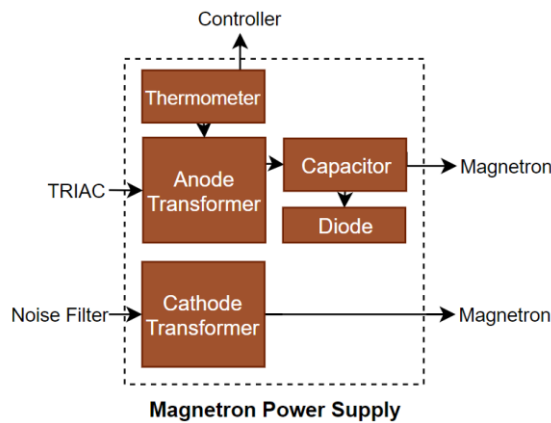 Controller
Thermometer
TRIAC
Anode
Transformer
Capacitor
Magnetron
Diode
Noise Filter
Cathode
Transformer
Magnetron
Magnetron Power Supply